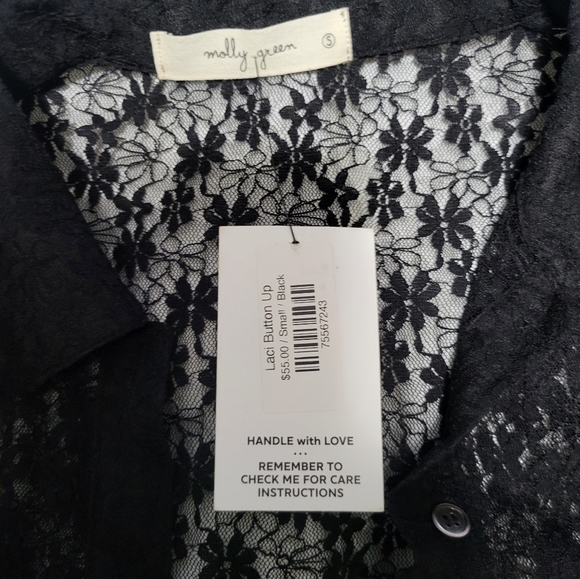 molly green S
Laci Button Up
$55.00 / Small / Black
75567243
HANDLE with LOVE
...
REMEMBER TO
CHECK ME FOR CARE
INSTRUCTIONS